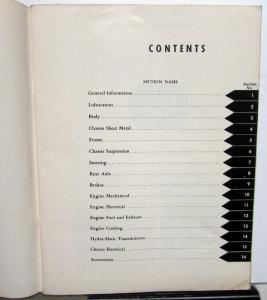 CONTENTS
SECTION NAME
Section No.
General Information 1
Lubrication 2
Body 3
Chassis Sheet Metal 4
Frame 5
Chassis Suspension 6
Steering 7
Rear Axle 8
Brakes 9
Engine Mechanical 10
Engine Electrical 11
Engine Fuel and Exhaust 12
Engine Cooling 13
Hydra-Matic Transmission 14
Chassis Electrical 15
Accessories 16